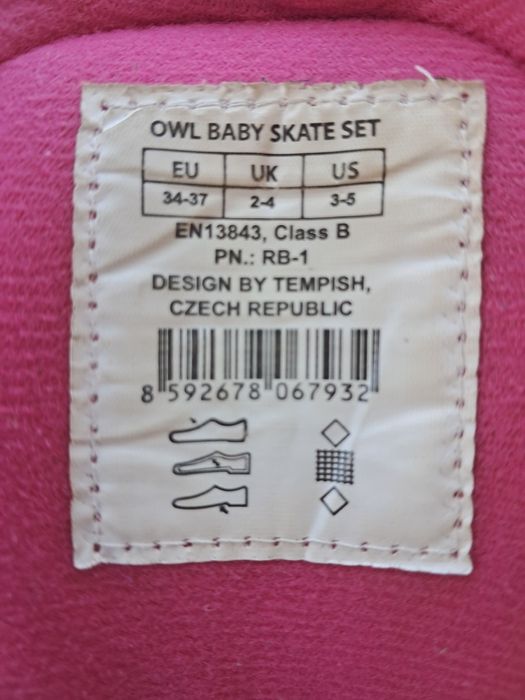 OWL BABY SKATE SET
EU UK US
34-37 2-4 3-5
EN13843, Class B
PN.: RB-1
DESIGN BY TEMPISH,
CZECH REPUBLIC
8 592678 067932